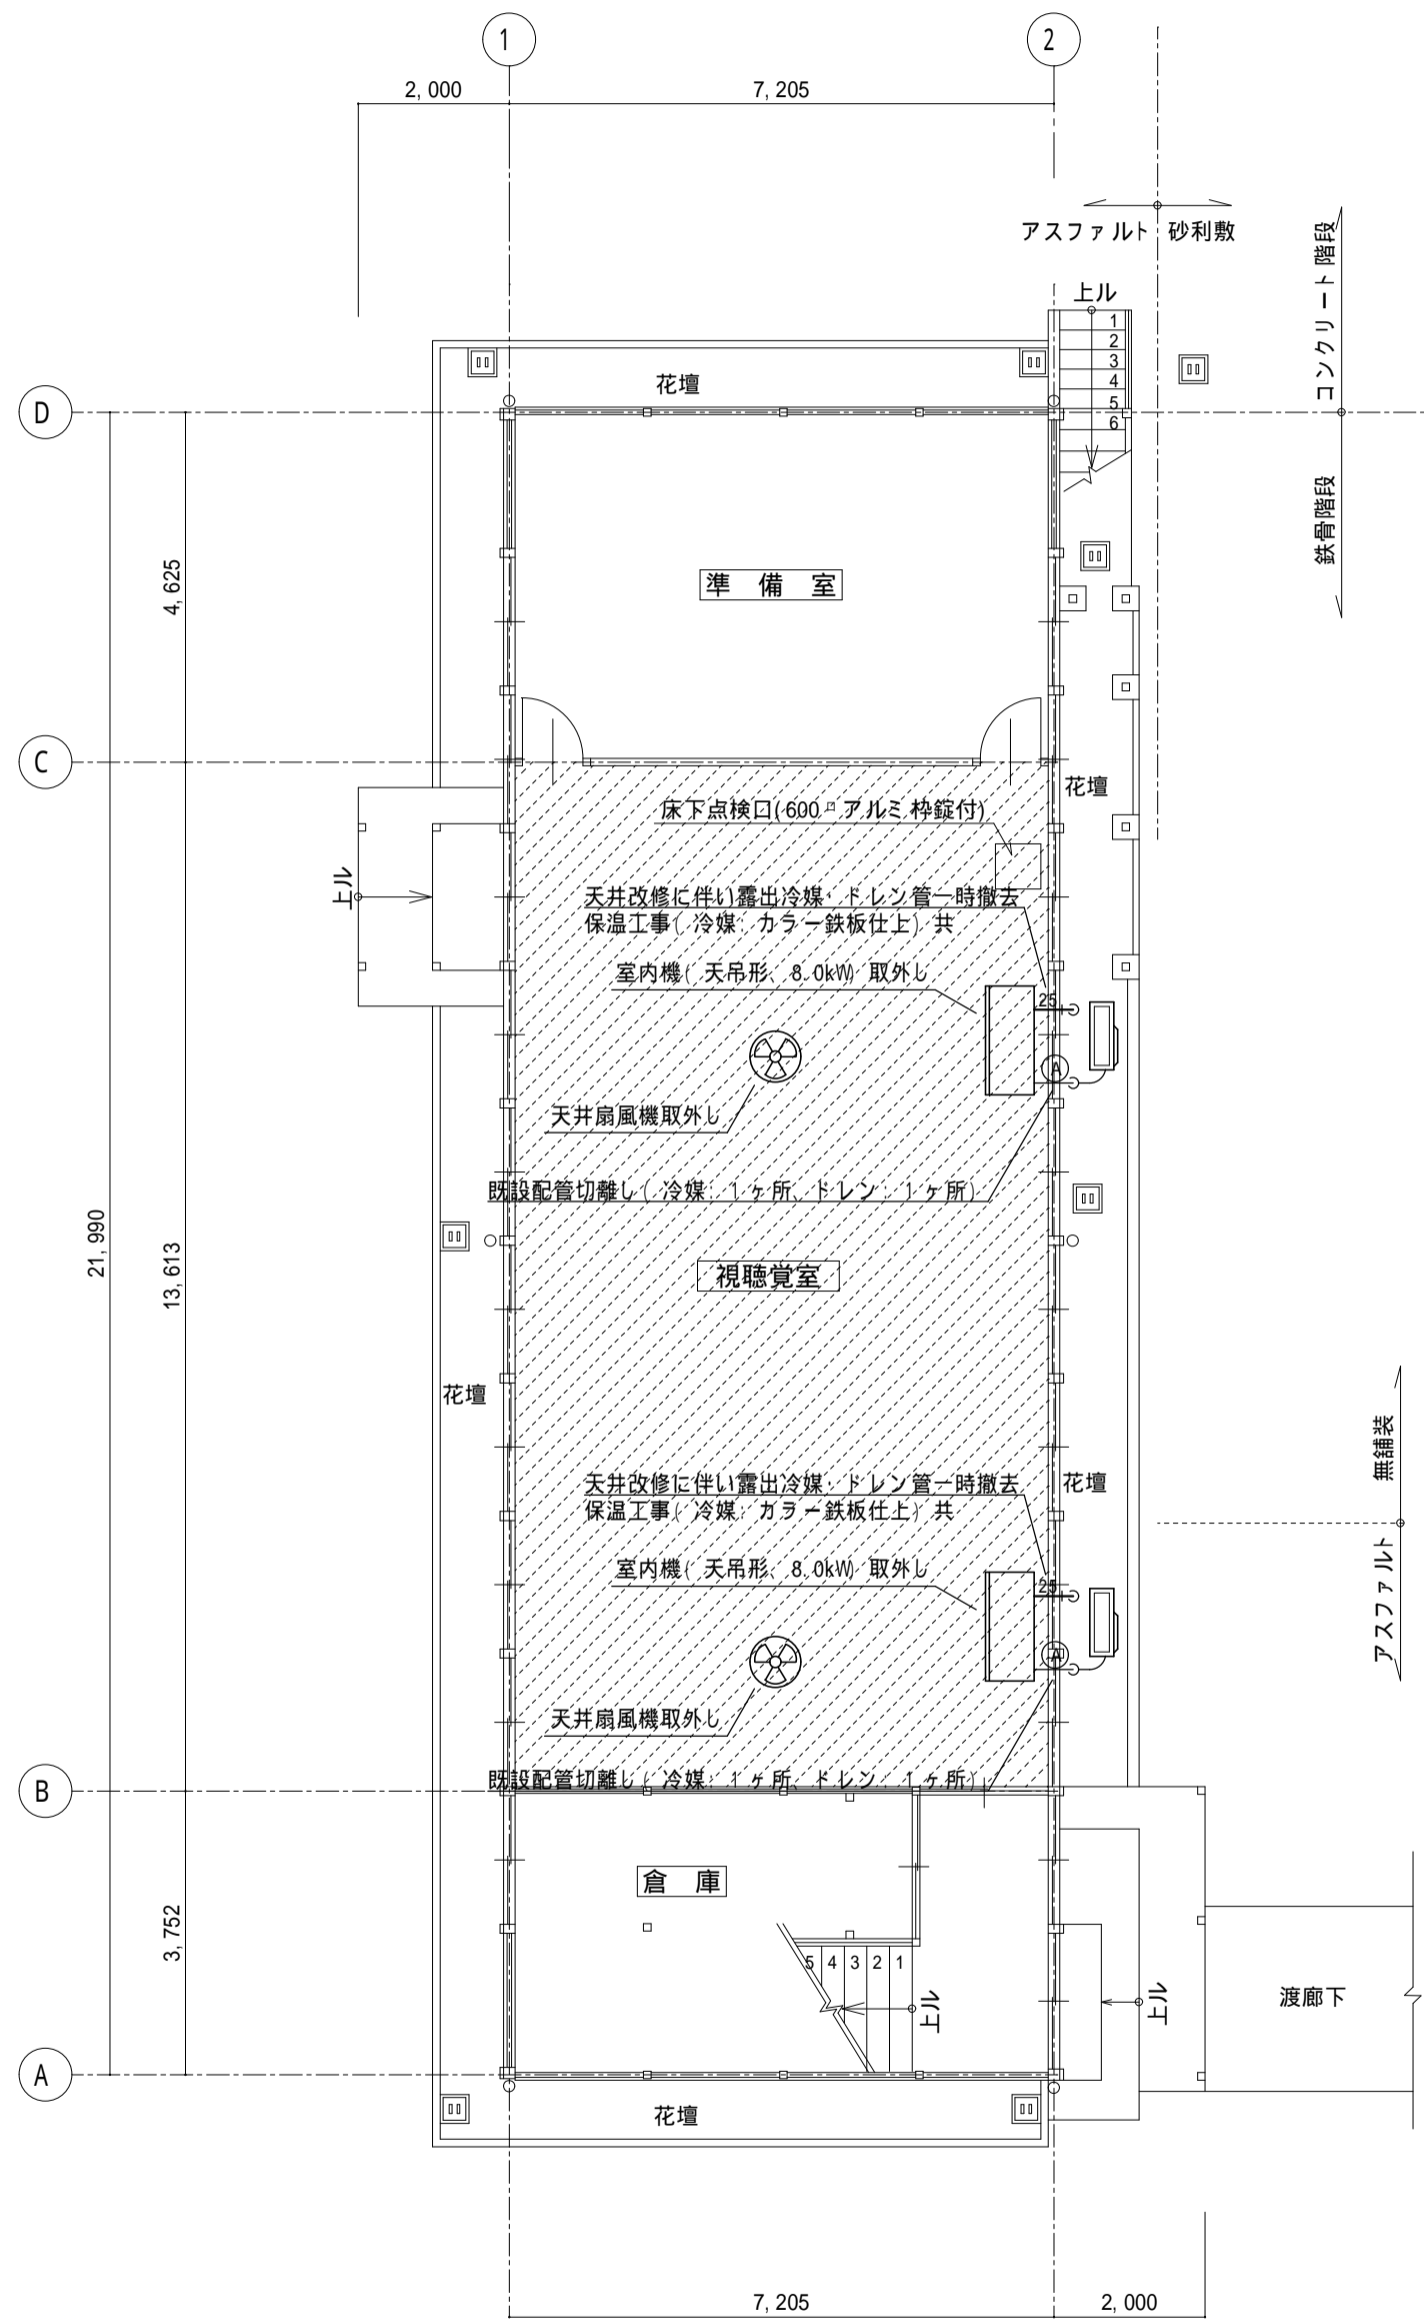 1
2
2,000
7,205
アスファルト
砂利敷
コンクリート階段
鉄骨階段
上ル
1
2
3
4
5
6
花壇
D
4,625
準備室
C
花壇
床下点検口(600□アルミ枠錠付)
上ル
天井改修に伴い露出冷媒・ドレン管一時撤去
保温工事(冷媒:カラー鉄板仕上)共
室内機(天吊形、8.0kW)取外し
25
A
天井扇風機取外し
既設配管切離し(冷媒:1ヶ所、ドレン:1ヶ所)
21,990
13,613
視聴覚室
花壇
無舗装
アスファルト
天井改修に伴い露出冷媒・ドレン管一時撤去
保温工事(冷媒:カラー鉄板仕上)共
花壇
室内機(天吊形、8.0kW)取外し
25
A
天井扇風機取外し
既設配管切離し(冷媒:1ヶ所、ドレン:1ヶ所)
B
倉庫
3,752
5 4 3 2 1
上ル
上ル
渡廊下
A
花壇
7,205
2,000